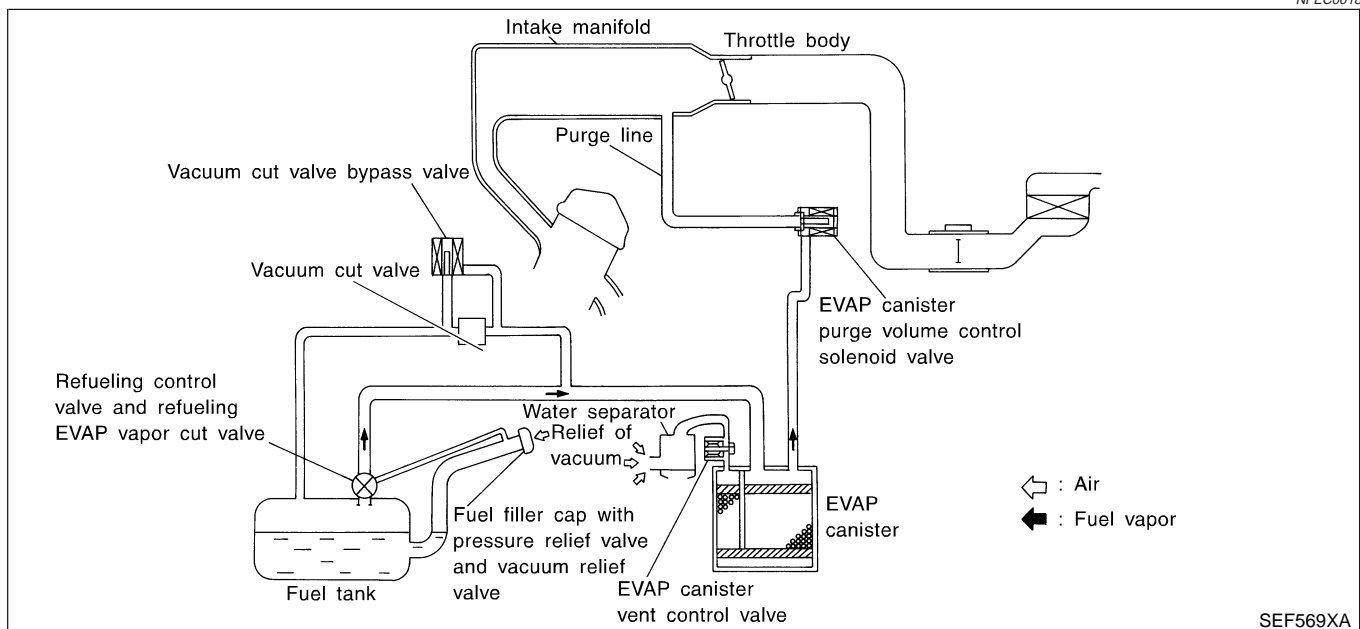 Intake manifold
Throttle body
Purge line
Vacuum cut valve bypass valve
Vacuum cut valve
EVAP canister
purge volume control
solenoid valve
Refueling control
valve and refueling
EVAP vapor cut valve
Water separator
Relief of
vacuum
Fuel filler cap with
pressure relief valve
and vacuum relief
valve
EVAP
canister
: Air
: Fuel vapor
Fuel tank
EVAP canister
vent control valve
SEF569XA